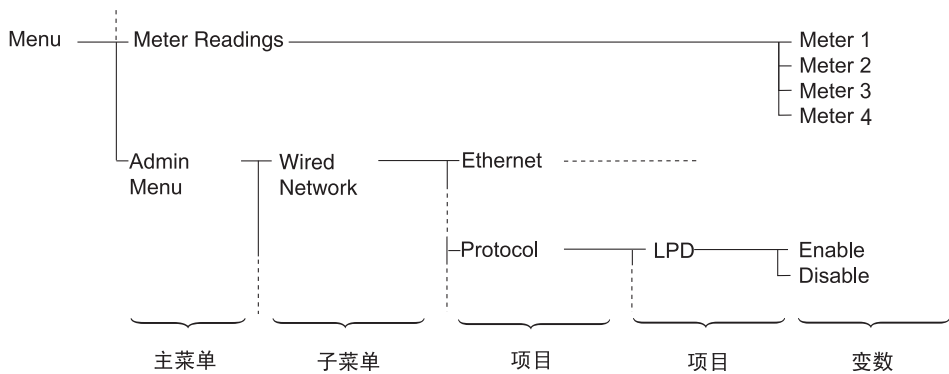 Menu
Meter Readings
Meter 1
Meter 2
Meter 3
Meter 4
Admin
Menu
Wired
Network
Ethernet
Protocol
LPD
Enable
Disable
主菜单
子菜单
项目
项目
变数